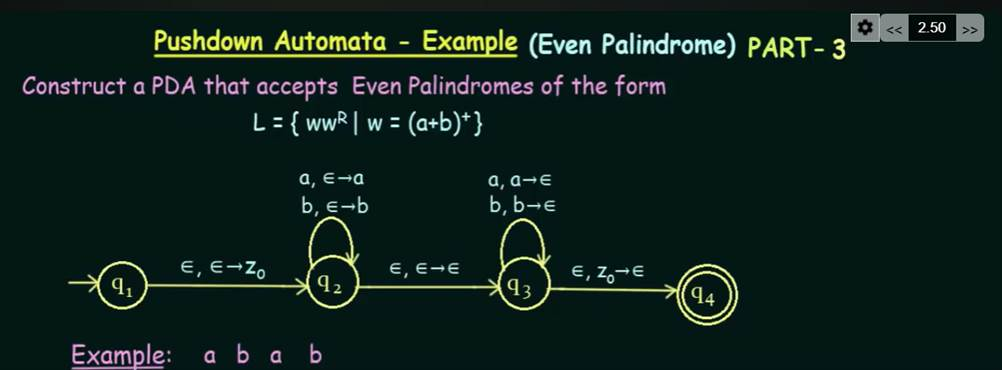 << 2.50 >>
Pushdown Automata - Example (Even Palindrome) PART- 3
Construct a PDA that accepts Even Palindromes of the form
L = { wwᴿ | w = (a+b)⁺ }
a, ∈→a
b, ∈→b
a, a→∈
b, b→∈
∈, ∈→Z₀
∈, ∈→∈
∈, Z₀→∈
q₁
q₂
q₃
q₄
Example: a b a b